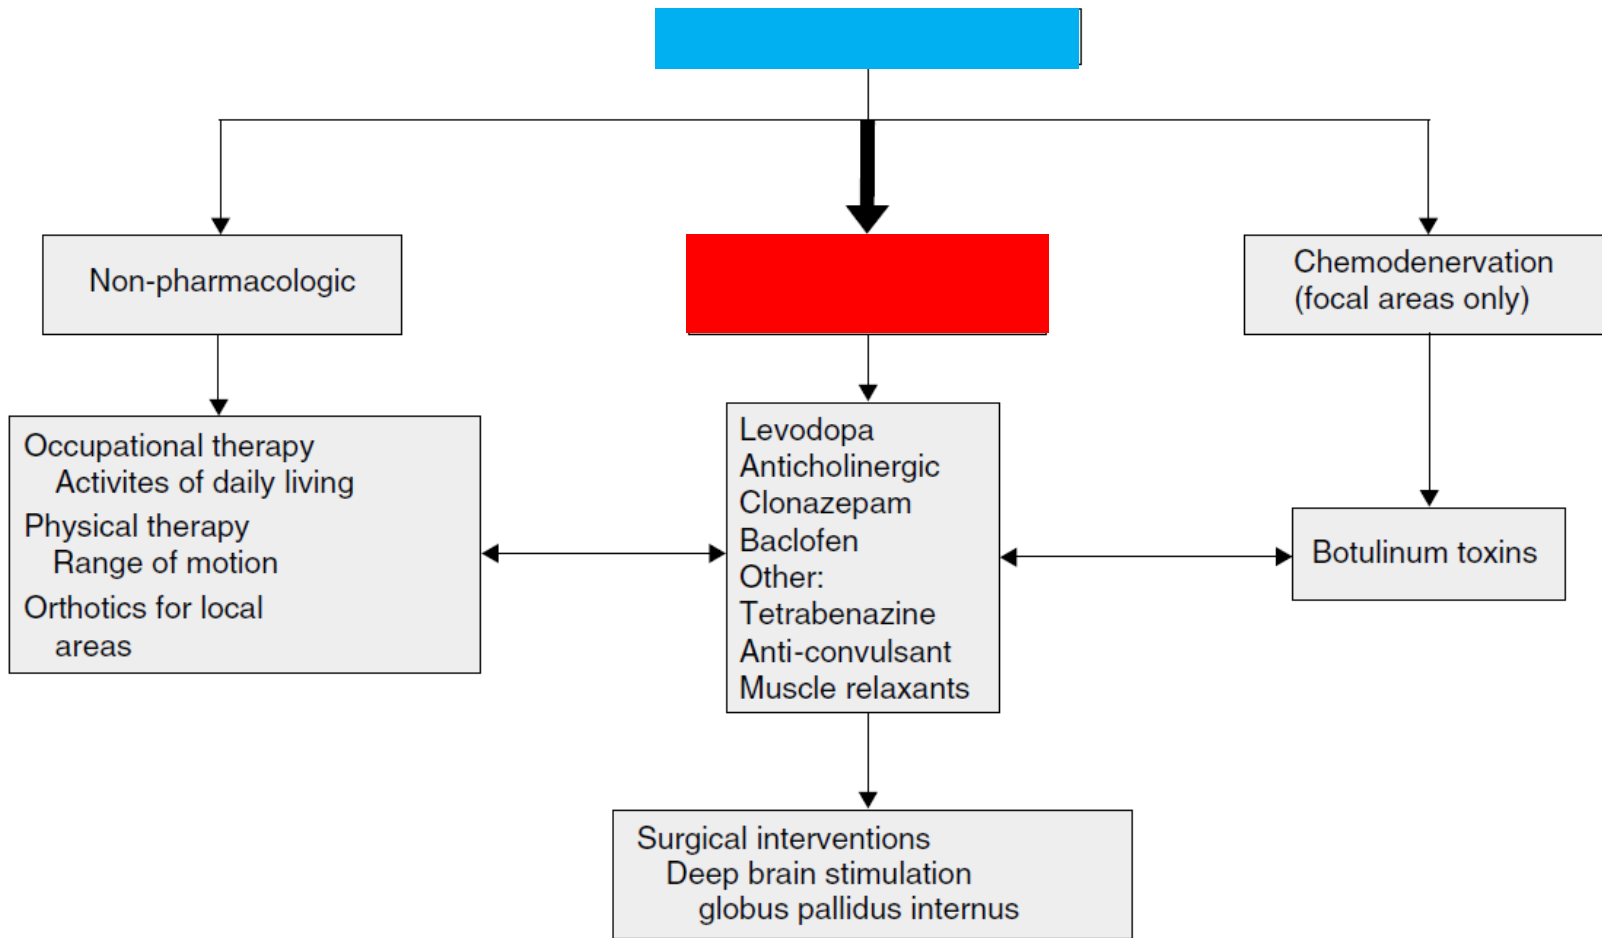 Non-pharmacologic
Chemodenervation
(focal areas only)
Occupational therapy
Activites of daily living
Physical therapy
Range of motion
Orthotics for local
areas
Levodopa
Anticholinergic
Clonazepam
Baclofen
Other:
Tetrabenazine
Anti-convulsant
Muscle relaxants
Botulinum toxins
Surgical interventions
Deep brain stimulation
globus pallidus internus